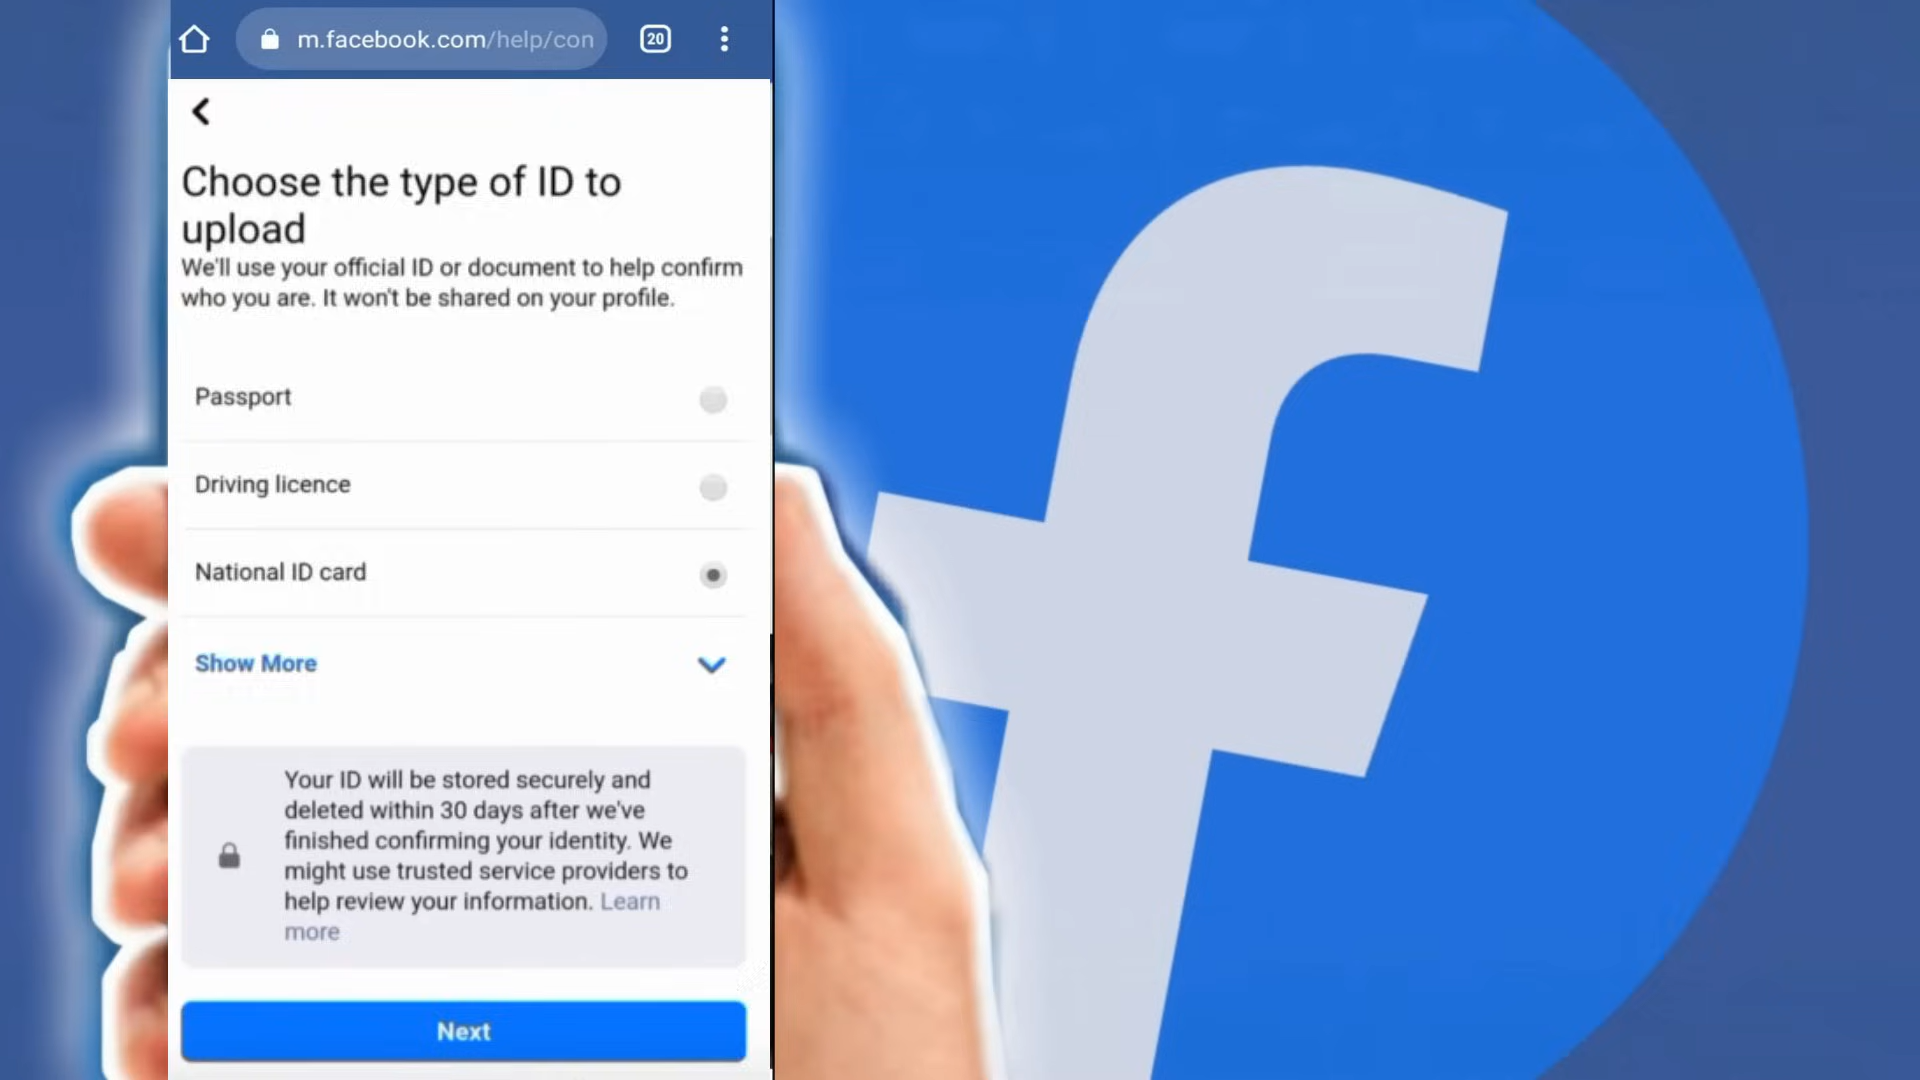 m.facebook.com/help/con
20
Choose the type of ID to
upload
We'll use your official ID or document to help confirm
who you are. It won't be shared on your profile.
Passport
Driving licence
National ID card
Show More
Your ID will be stored securely and
deleted within 30 days after we've
finished confirming your identity. We
might use trusted service providers to
help review your information. Learn
more
Next